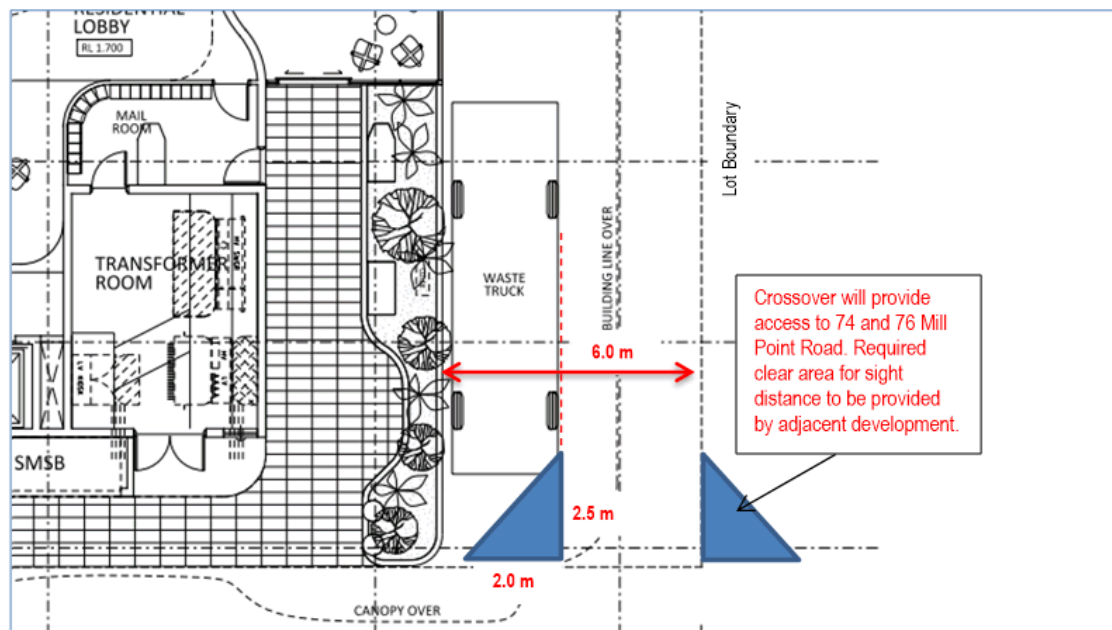 RESIDENTIAL
LOBBY
RL 1.700
MAIL
ROOM
TRANSFORMER
ROOM
SMSB
WASTE
TRUCK
BUILDING LINE OVER
Lot Boundary
6.0 m
2.5 m
2.0 m
CANOPY OVER
Crossover will provide
access to 74 and 76 Mill
Point Road. Required
clear area for sight
distance to be provided
by adjacent development.